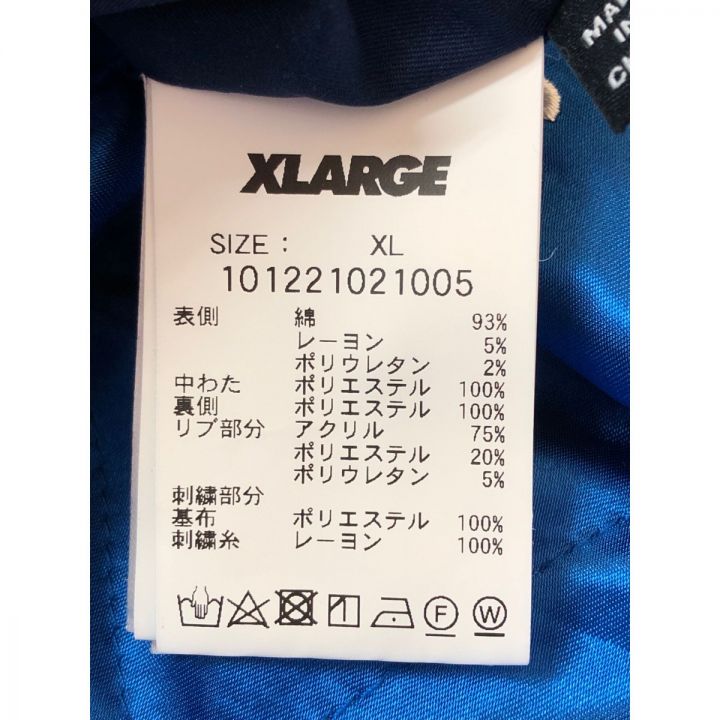 MA
IN
C
XLARGE
SIZE : XL
101221021005
表側 綿 93%
レーヨン 5%
ポリウレタン 2%
中わた ポリエステル 100%
裏側 ポリエステル 100%
リブ部分 アクリル 75%
ポリエステル 20%
ポリウレタン 5%
刺繍部分
基布 ポリエステル 100%
刺繍糸 レーヨン 100%
F W